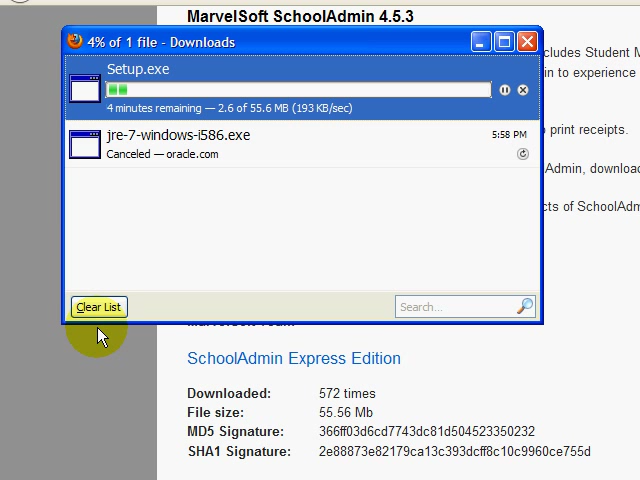 MarvelSoft SchoolAdmin 4.5.3
4% of 1 file - Downloads
cludes Student M
Setup.exe
in to experience
4 minutes remaining — 2.6 of 55.6 MB (193 KB/sec)
print receipts.
jre-7-windows-i586.exe
5:58 PM
Canceled — oracle.com
Admin, download
cts of SchoolAdm
Clear List
Search...
SchoolAdmin Express Edition
Downloaded: 572 times
File size: 55.56 Mb
MD5 Signature: 366ff03d6cd7743dc81d504523350232
SHA1 Signature: 2e88873e82179ca13c393dcff8c10c9960ce755d